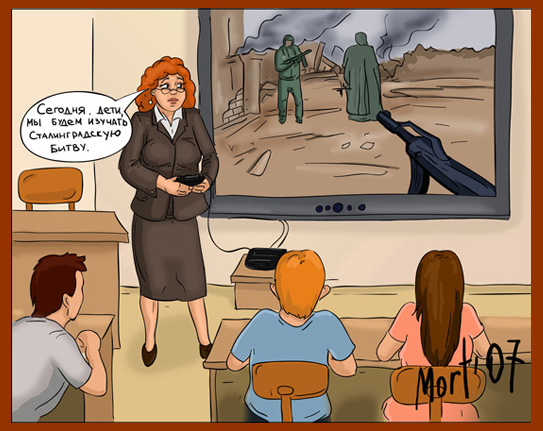 Сегодня, дети,
мы будем изучать
Сталинградскую
битву.
Mort'07